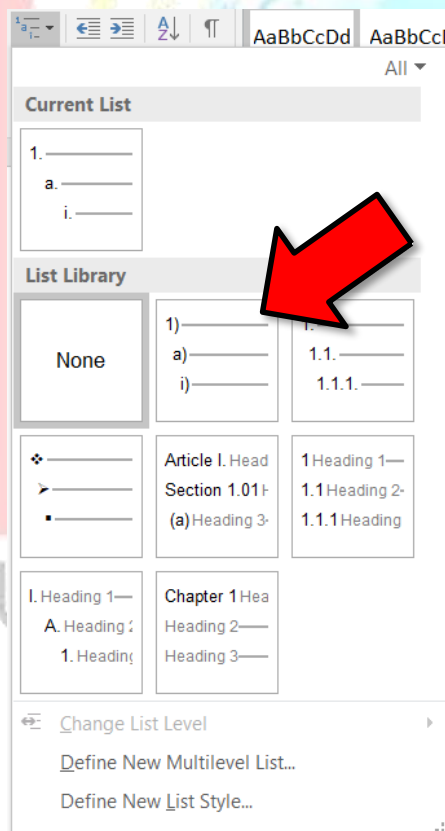 AaBbCcDd AaBbCcI
All
Current List
1.
a.
i.
List Library
None
1)
a)
i)
1.
1.1.
1.1.1.
Article I. Head
Section 1.01 H
(a) Heading 3-
1 Heading 1
1.1 Heading 2-
1.1.1 Heading
I. Heading 1
A. Heading 2
1. Heading
Chapter 1 Hea
Heading 2
Heading 3
Change List Level
Define New Multilevel List...
Define New List Style...